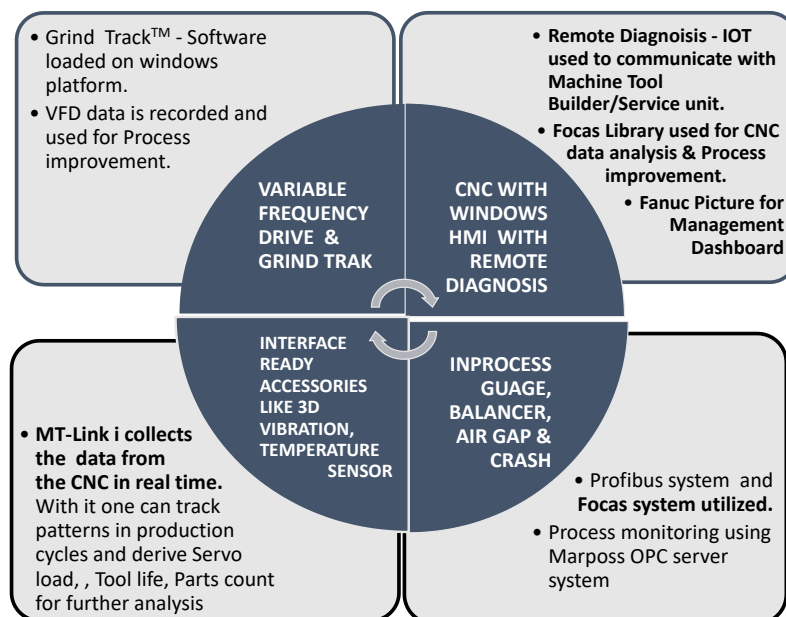 • Grind Track™ - Software
loaded on windows
platform.
• VFD data is recorded and
used for Process
improvement.
• Remote Diagnoisis - IOT
used to communicate with
Machine Tool
Builder/Service unit.
• Focas Library used for CNC
data analysis & Process
improvement.
• Fanuc Picture for
Management
Dashboard
VARIABLE
FREQUENCY
DRIVE &
GRIND TRAK
CNC WITH
WINDOWS
HMI WITH
REMOTE
DIAGNOSIS
INTERFACE
READY
ACCESSORIES
LIKE 3D
VIBRATION,
TEMPERATURE
SENSOR
INPROCESS
GUAGE,
BALANCER,
AIR GAP &
CRASH
• MT-Link i collects
the data from
the CNC in real time.
With it one can track
patterns in production
cycles and derive Servo
load, , Tool life, Parts count
for further analysis
• Profibus system and
Focas system utilized.
• Process monitoring using
Marposs OPC server
system